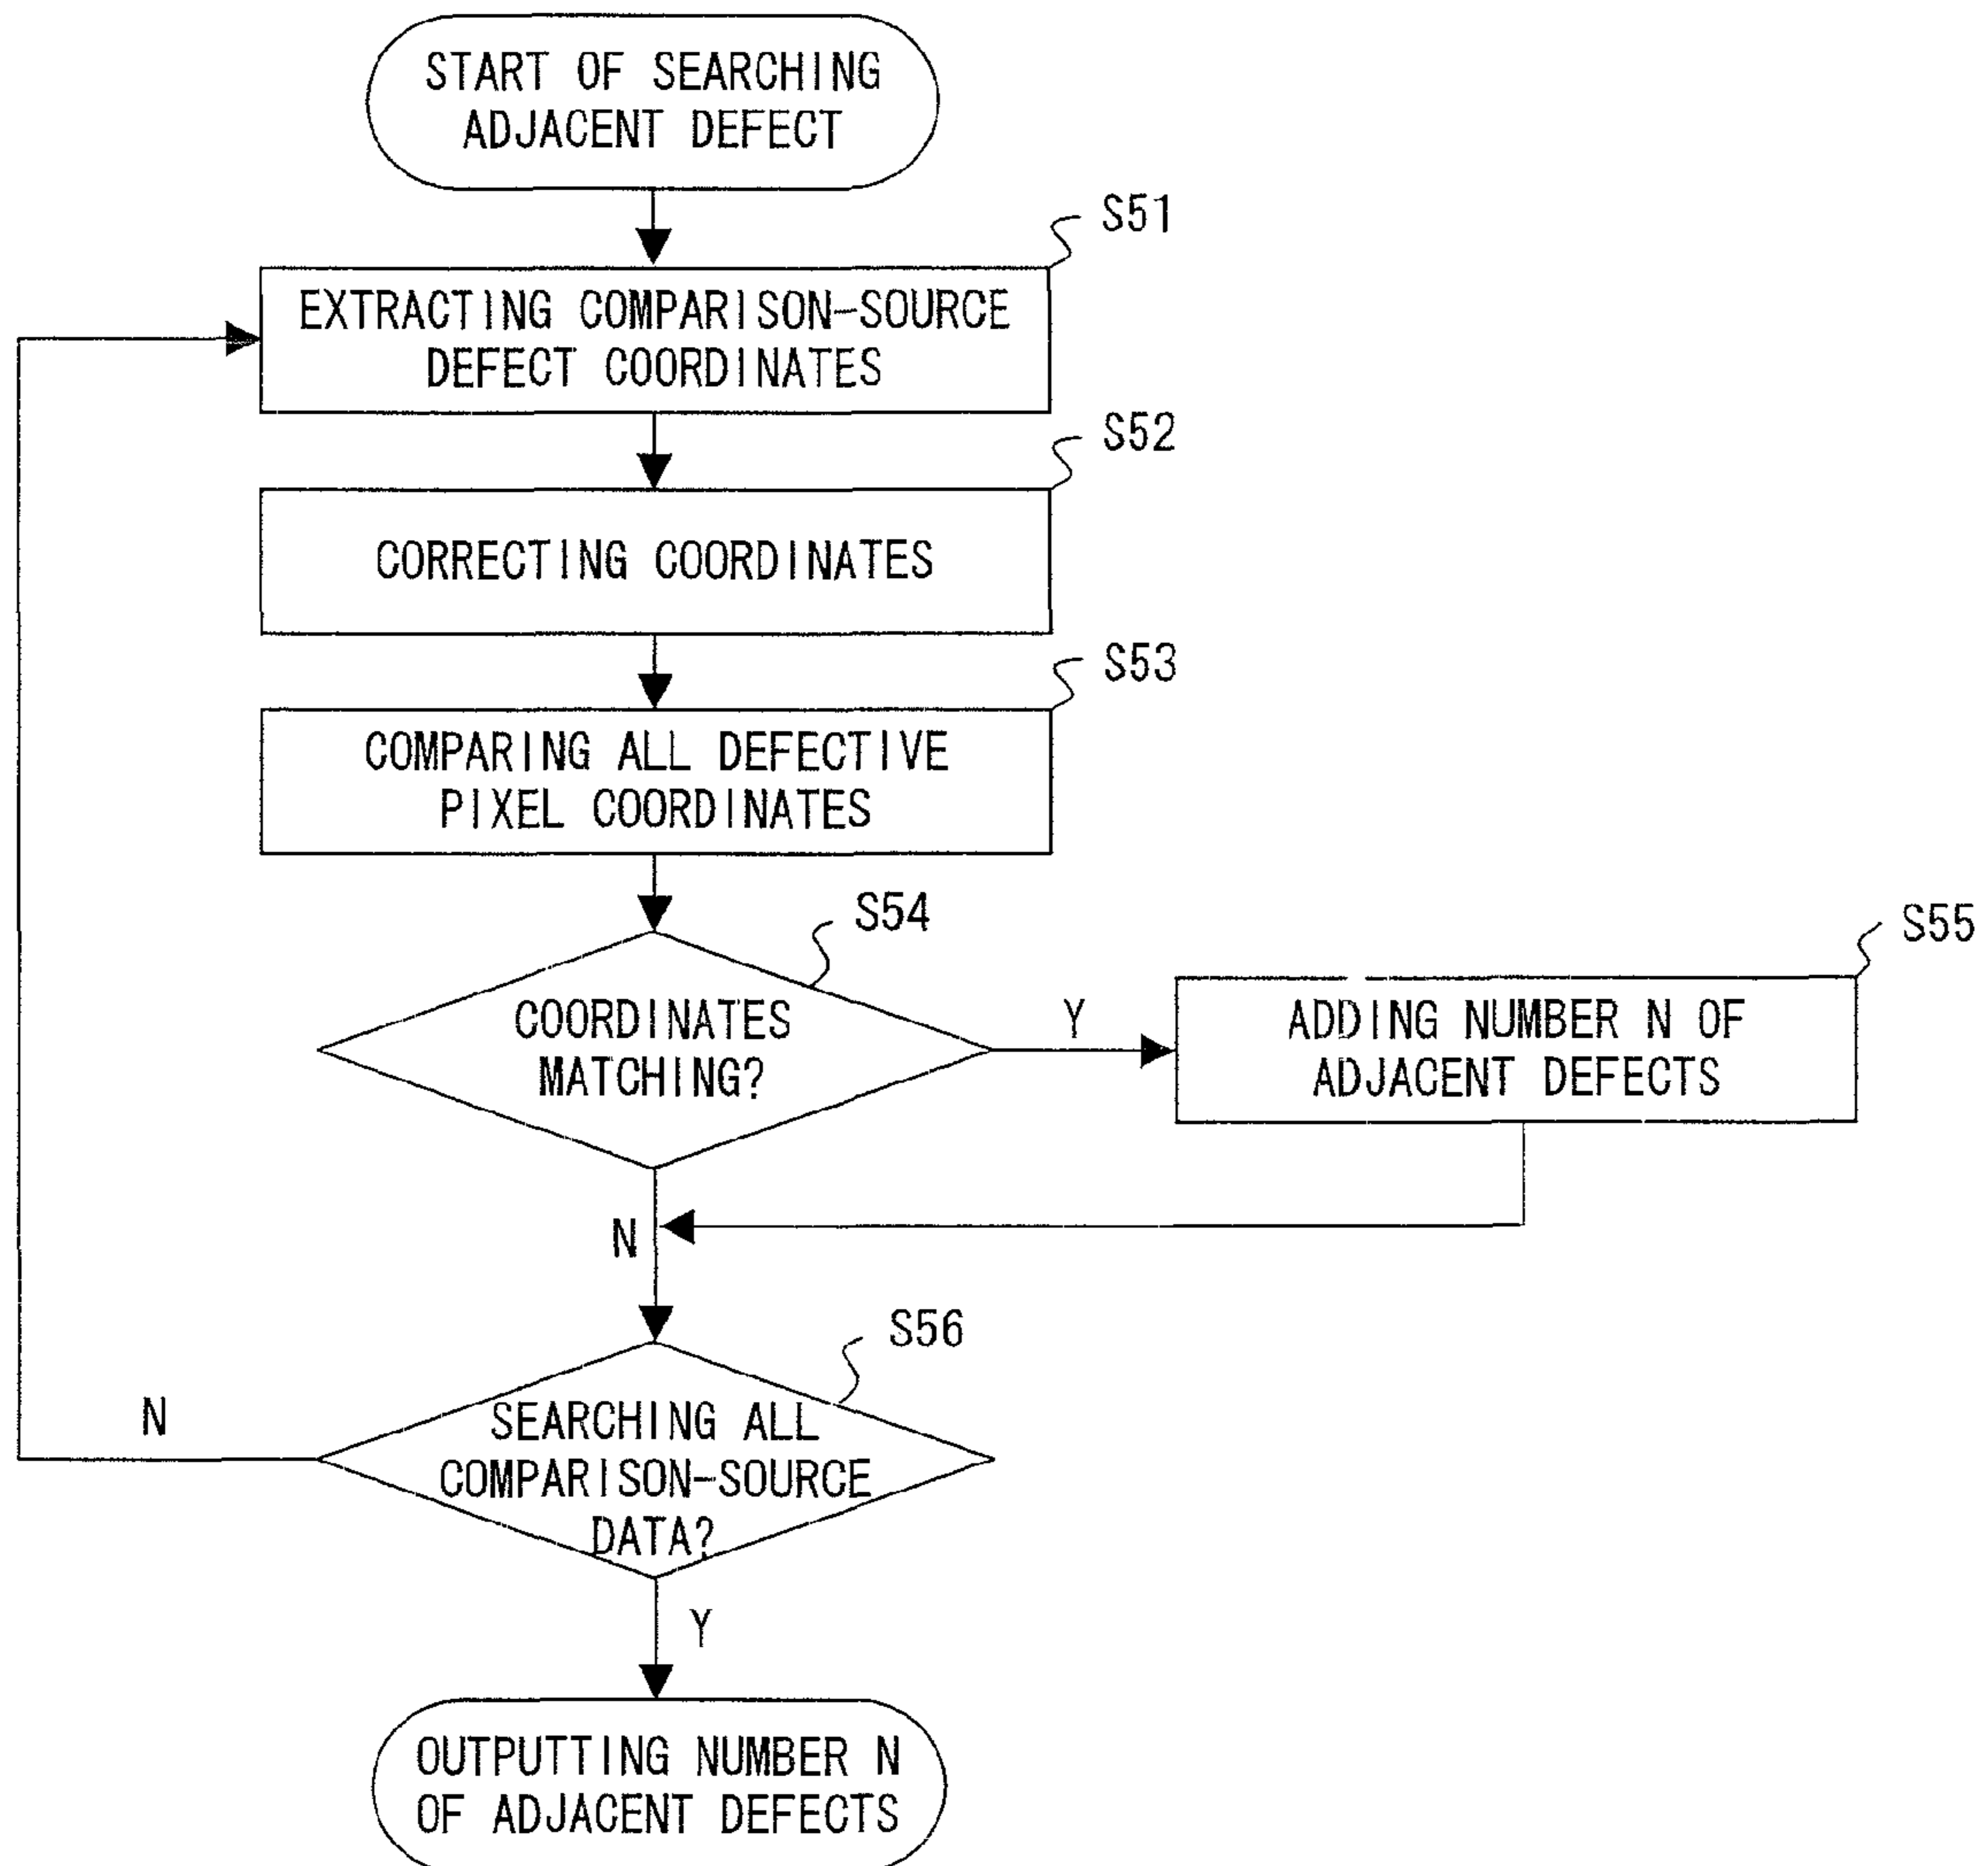 START OF SEARCHING
ADJACENT DEFECT
S51
EXTRACTING COMPARISON-SOURCE
DEFECT COORDINATES
S52
CORRECTING COORDINATES
S53
COMPARING ALL DEFECTIVE
PIXEL COORDINATES
S54
COORDINATES
MATCHING?
Y
S55
ADDING NUMBER N OF
ADJACENT DEFECTS
N
S56
SEARCHING ALL
COMPARISON-SOURCE
DATA?
N
Y
OUTPUTTING NUMBER N
OF ADJACENT DEFECTS